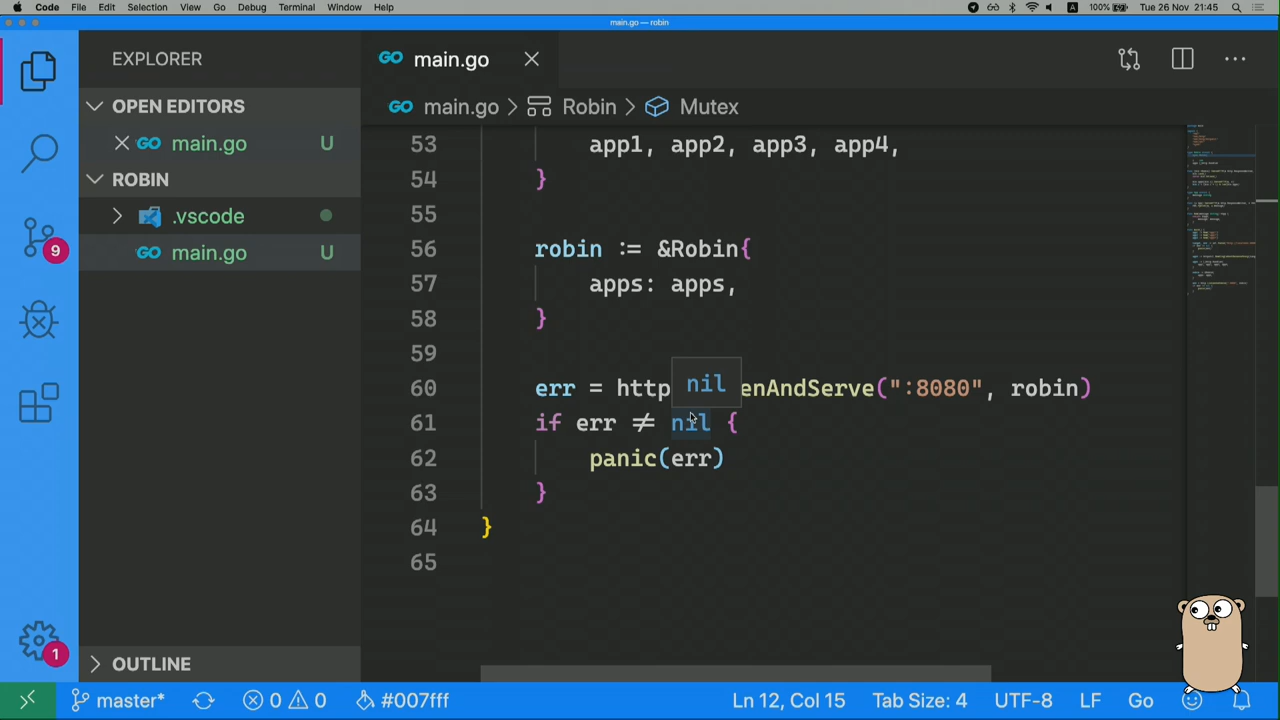 Code File Edit Selection View Go Debug Terminal Window Help 100% Tue 26 Nov 21:45
main.go — robin
EXPLORER
GO main.go
OPEN EDITORS
GO main.go > Robin > Mutex
GO main.go U
53 app1, app2, app3, app4,
ROBIN
54 }
.vscode
55
9
GO main.go U
56 robin := &Robin{
57 apps: apps,
58 }
59
nil
60 err = http enAndServe(":8080", robin)
61 if err ≠ nil {
62 panic(err)
63 }
64 }
65
1
OUTLINE
master* 0 0 #007fff Ln 12, Col 15 Tab Size: 4 UTF-8 LF Go